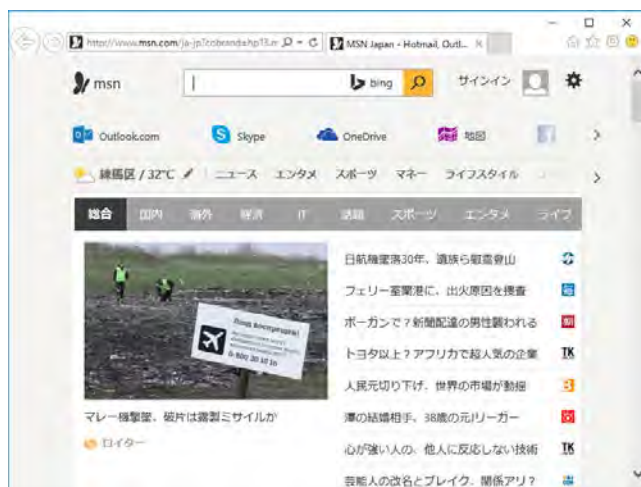 http://www.msn.com/ja-jp?cobrand=hp13.m
MSN Japan - Hotmail, Outl...
msn
bing
サインイン
Outlook.com
Skype
OneDrive
地図
練馬区 / 32℃
ニュース エンタメ スポーツ マネー ライフスタイル
総合 国内 海外 経済 IT 話題 スポーツ エンタメ ライフ
日航機墜落30年、遺族ら慰霊登山
フェリー室蘭港に、出火原因を捜査
ボーガンで?新聞配達の男性襲われる
トヨタ以上?アフリカで超人気の企業
TK
人民元切り下げ、世界の市場が動揺
澤の結婚相手、38歳の元Jリーガー
心が強い人の、他人に反応しない技術
TK
芸能人の改名とブレイク、関係アリ?
マレー機撃墜、破片は露製ミサイルか
ロイター